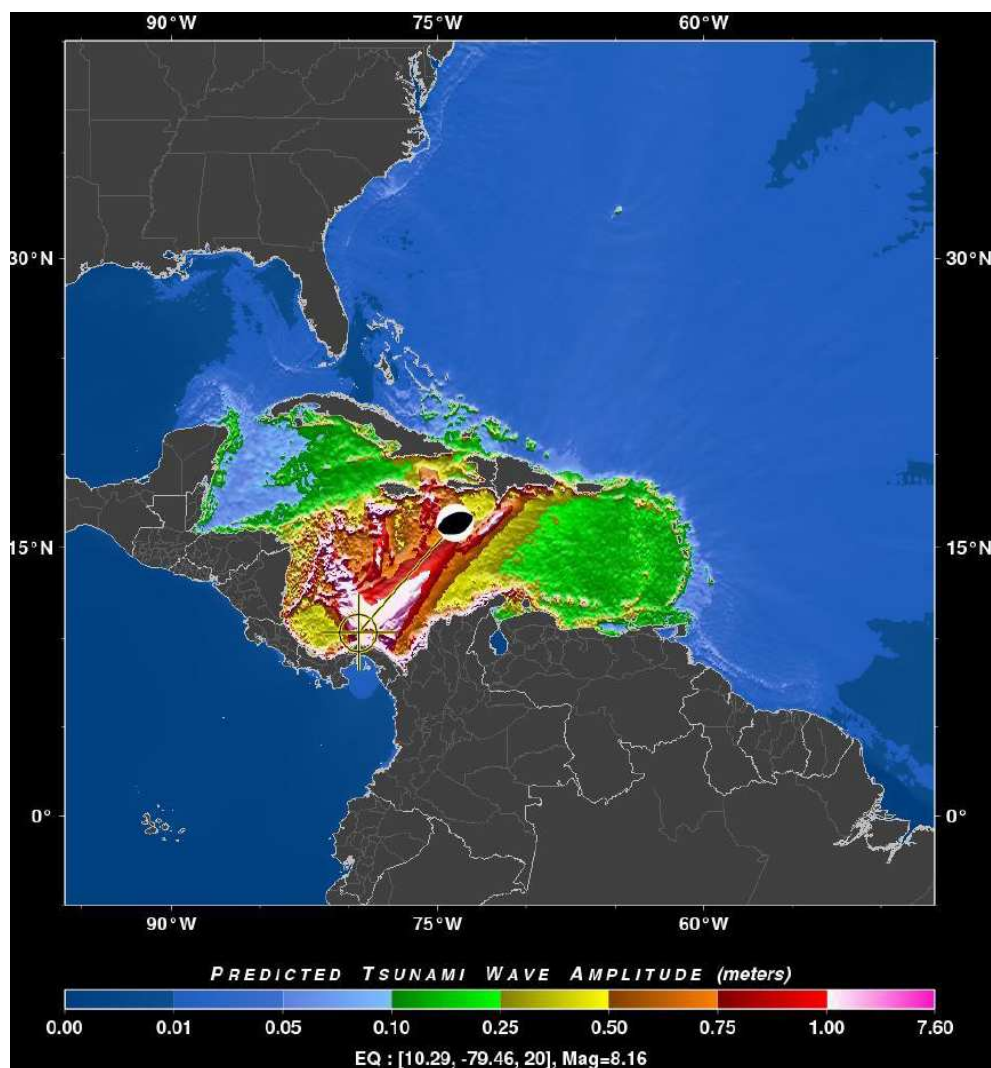 90°W 75°W 60°W
30°N 30°N
15°N 15°N
0° 0°
90°W 75°W 60°W
PREDICTED TSUNAMI WAVE AMPLITUDE (meters)
0.00 0.01 0.05 0.10 0.25 0.50 0.75 1.00 7.60
EQ : [10.29, -79.46, 20], Mag=8.16